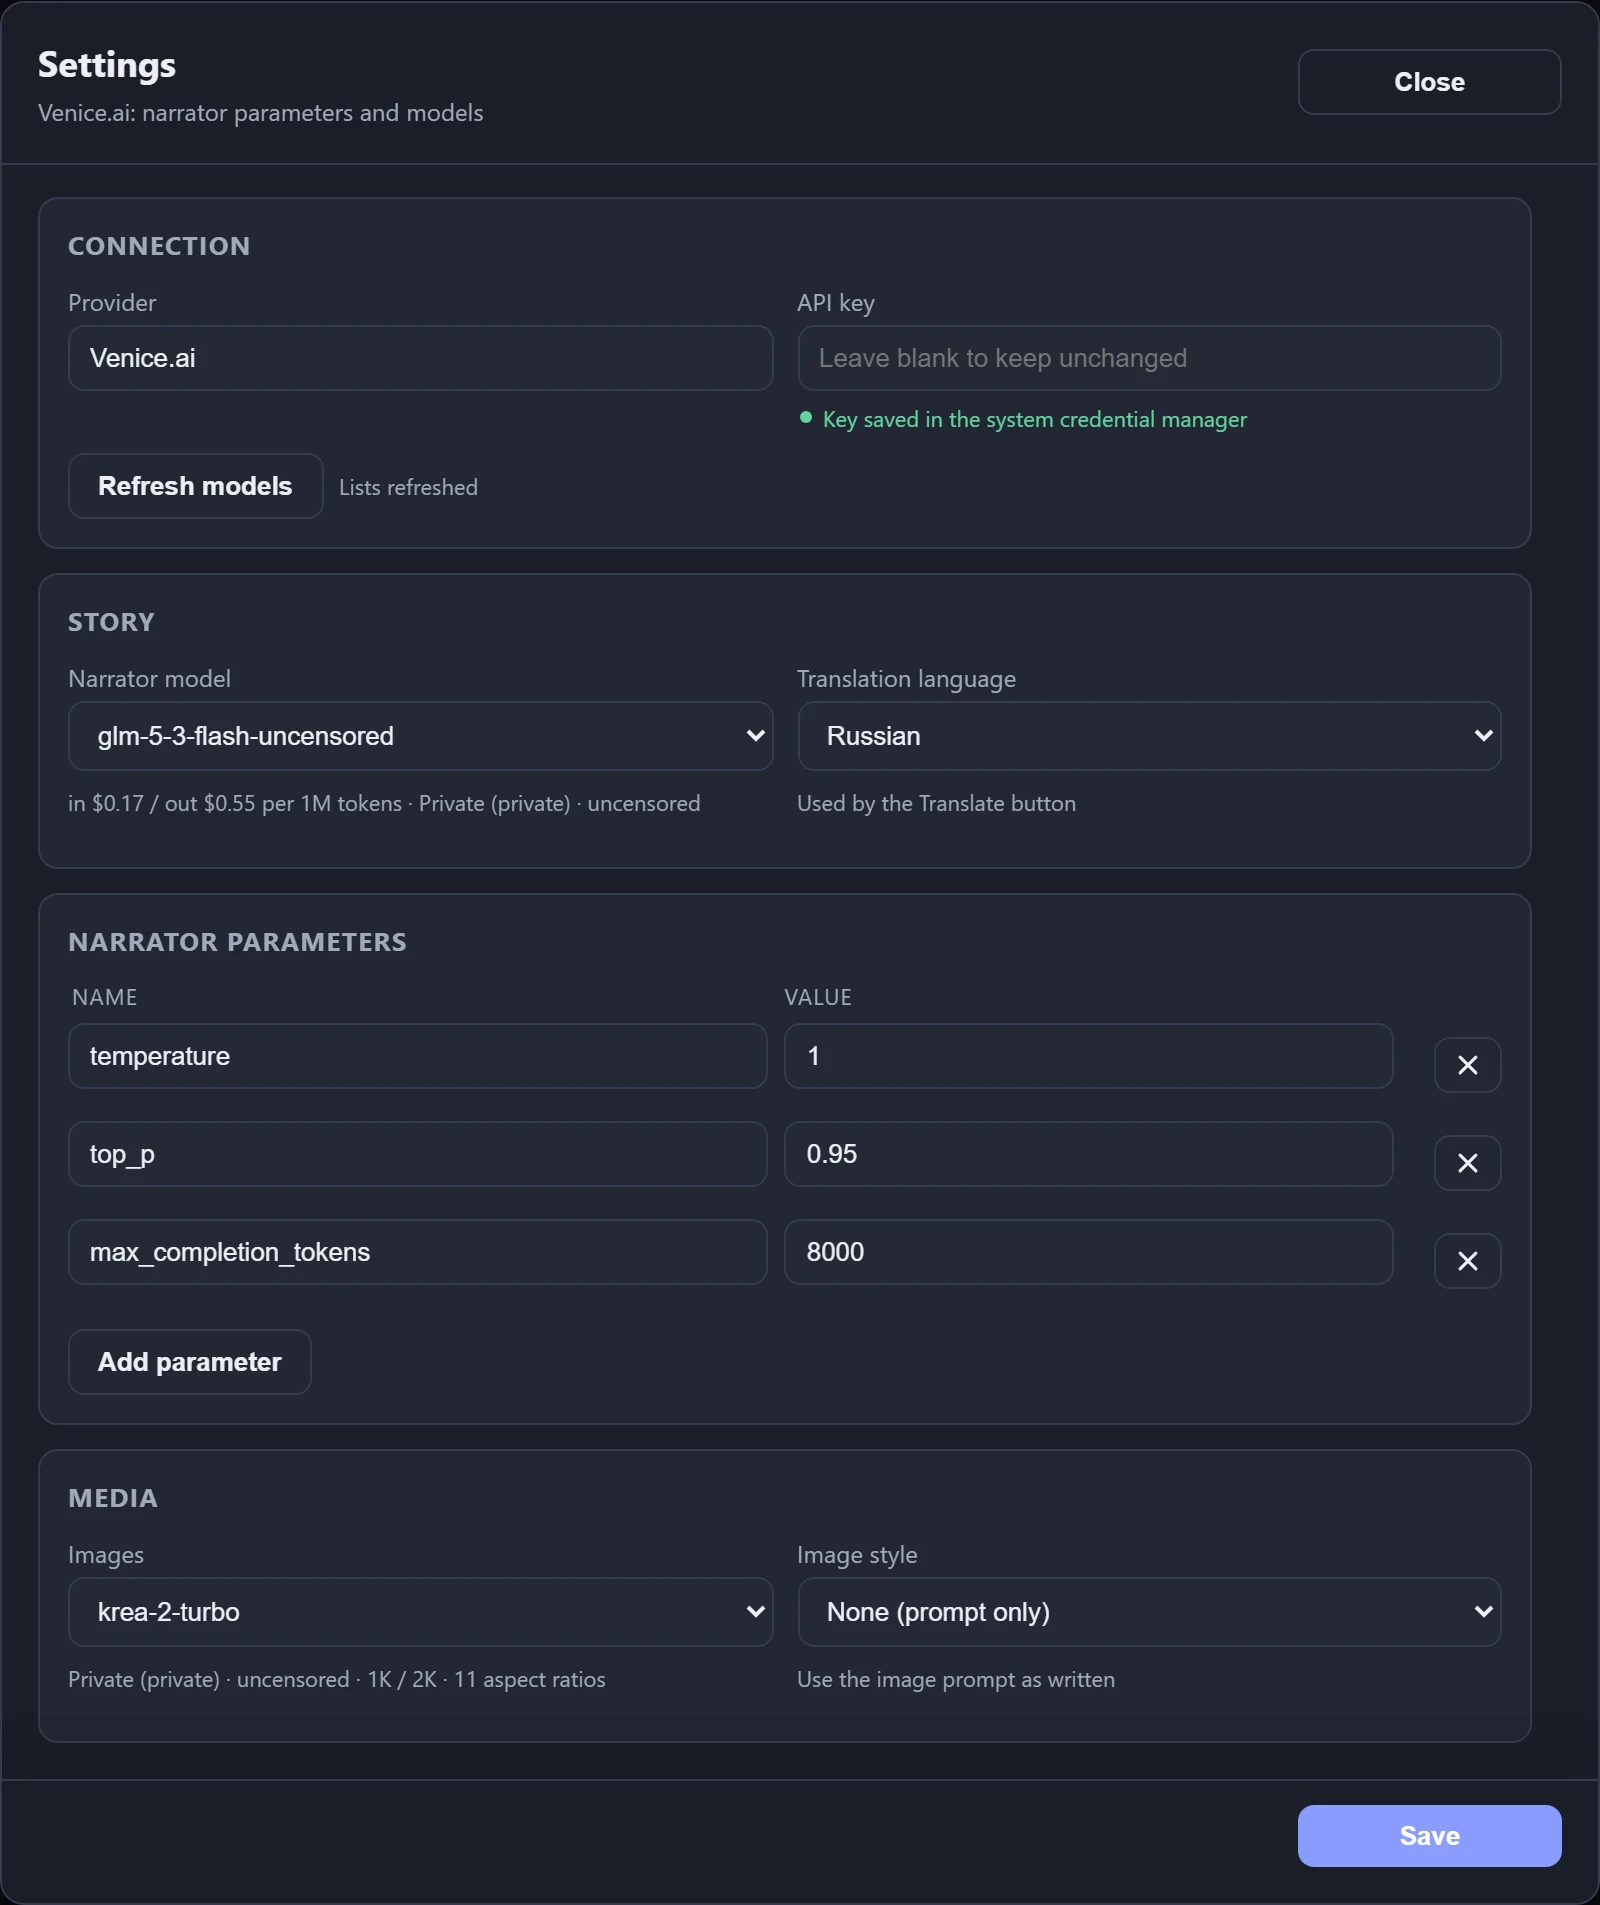 Settings
Close
Venice.ai: narrator parameters and models
CONNECTION
Provider
API key
Venice.ai
Leave blank to keep unchanged
Key saved in the system credential manager
Refresh models
Lists refreshed
STORY
Narrator model
Translation language
glm-5-3-flash-uncensored
Russian
in $0.17 / out $0.55 per 1M tokens · Private (private) · uncensored
Used by the Translate button
NARRATOR PARAMETERS
NAME
VALUE
temperature
1
top_p
0.95
max_completion_tokens
8000
Add parameter
MEDIA
Images
Image style
krea-2-turbo
None (prompt only)
Private (private) · uncensored · 1K / 2K · 11 aspect ratios
Use the image prompt as written
Save